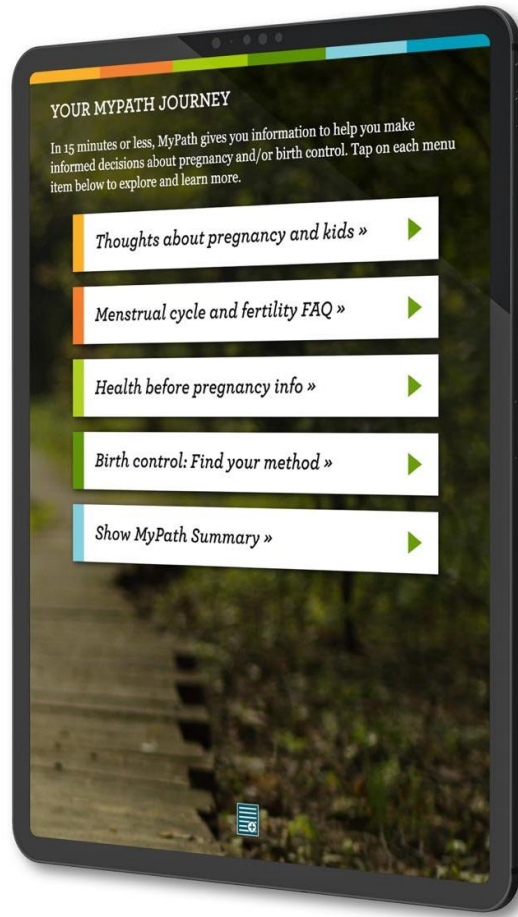 YOUR MYPATH JOURNEY
In 15 minutes or less, MyPath gives you information to help you make
informed decisions about pregnancy and/or birth control. Tap on each menu
item below to explore and learn more.
Thoughts about pregnancy and kids »
Menstrual cycle and fertility FAQ »
Health before pregnancy info »
Birth control: Find your method »
Show MyPath Summary »